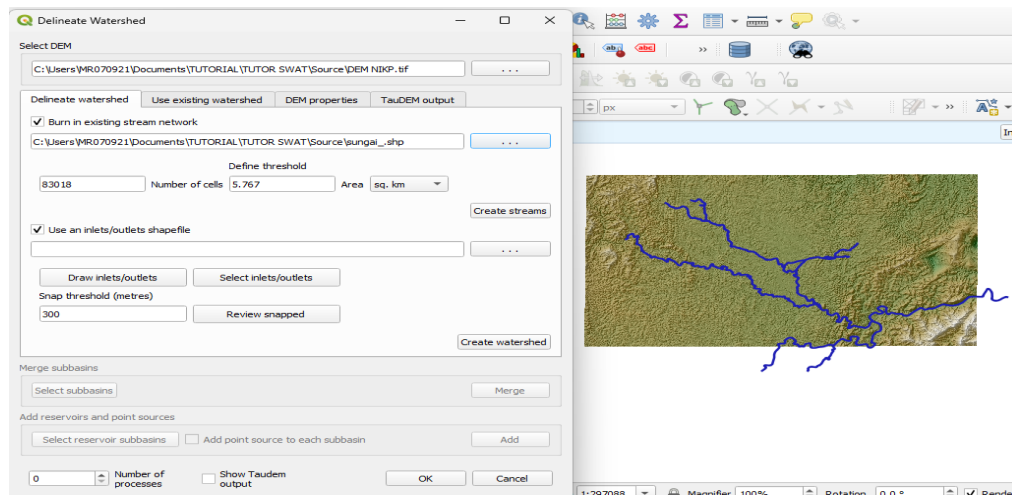 Delineate Watershed
Select DEM
C:\Users\MR070921\Documents\TUTORIAL\TUTOR SWAT\Source\DEM NIKP.tif
...
Delineate watershed Use existing watershed DEM properties TauDEM output
Burn in existing stream network
C:\Users\MR070921\Documents\TUTORIAL\TUTOR SWAT\Source\sungai_.shp
...
Define threshold
83018 Number of cells 5.767 Area sq. km
Create streams
Use an inlets/outlets shapefile
...
Draw inlets/outlets Select inlets/outlets
Snap threshold (metres)
300 Review snapped
Create watershed
Merge subbasins
Select subbasins Merge
Add reservoirs and point sources
Select reservoir subbasins Add point source to each subbasin Add
0 Number of processes Show Taudem output OK Cancel
abc abc
px
In
1:297088 Magnifier 100% Rotation 0.0 ° Rende